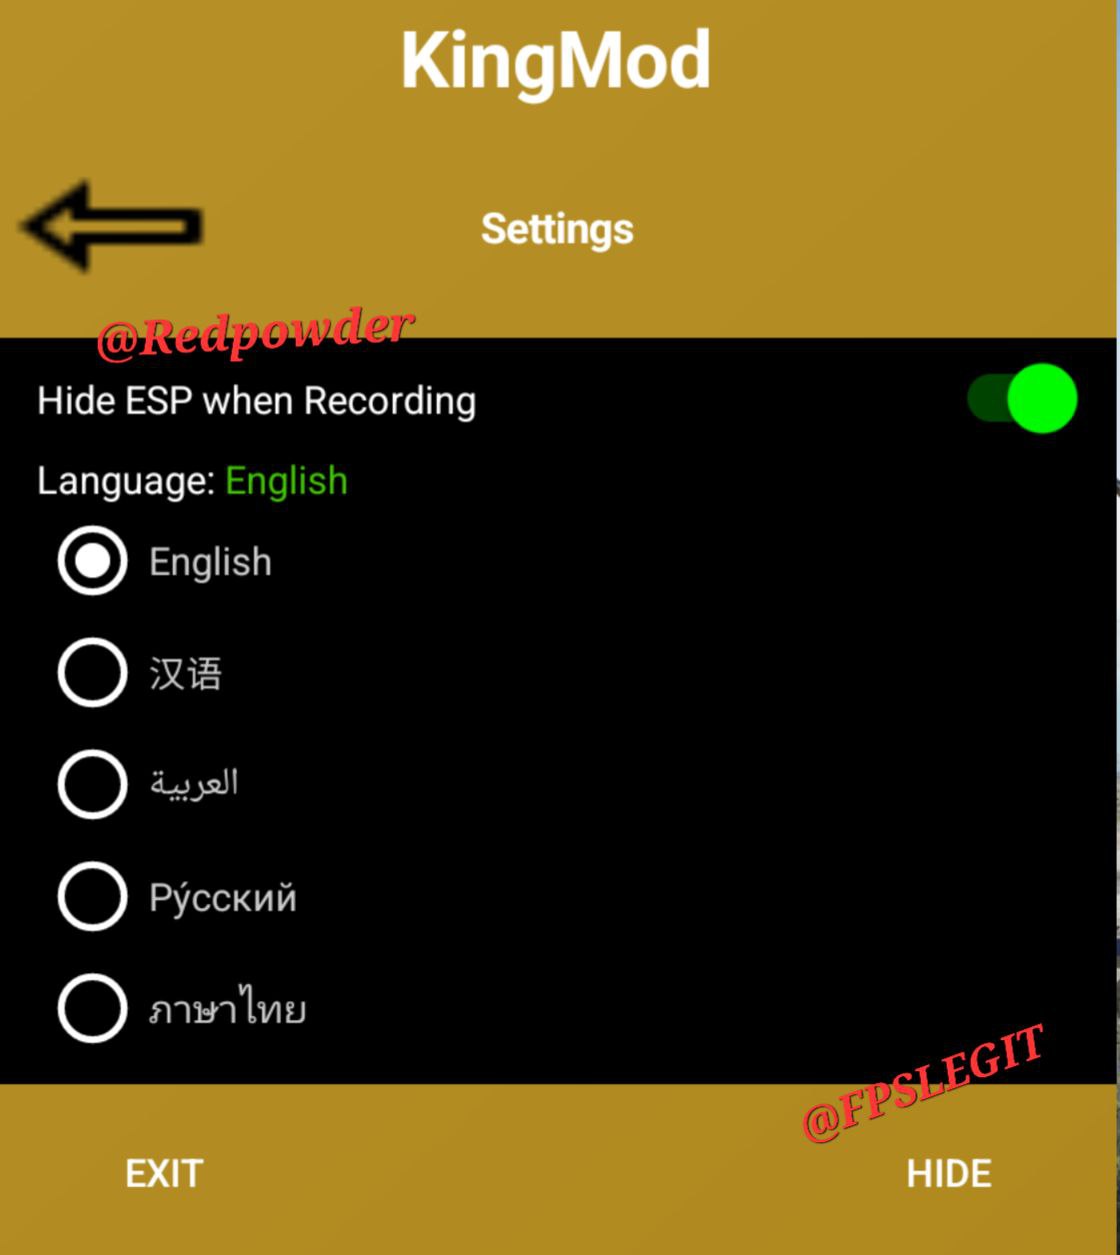 KingMod
Settings
@Redpowder
Hide ESP when Recording
Language: English
English
汉语
العربية
Ру́сский
ภาษาไทย
@FPSLEGIT
EXIT
HIDE